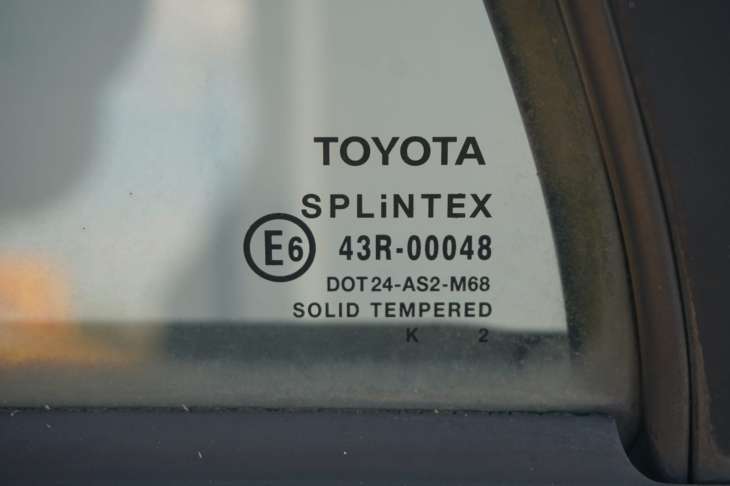 TOYOTA
SPLiNTEX
E6 43R-00048
DOT24-AS2-M68
SOLID TEMPERED
K 2